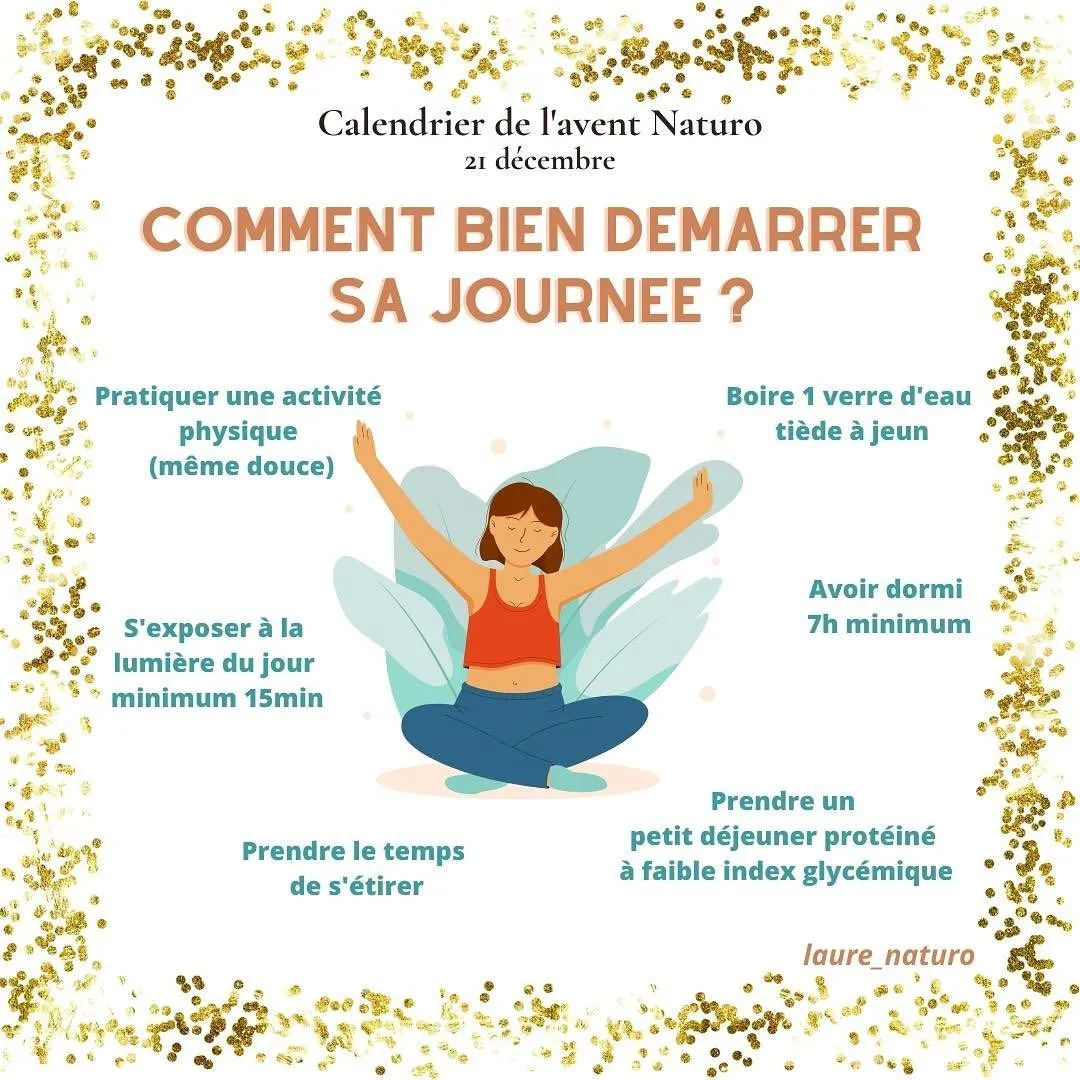 Calendrier de l'avent Naturo
21 décembre
COMMENT BIEN DEMARRER
SA JOURNEE ?
Pratiquer une activité
physique
(même douce)
Boire 1 verre d'eau
tiède à jeun
Avoir dormi
7h minimum
S'exposer à la
lumière du jour
minimum 15min
Prendre un
petit déjeuner protéiné
à faible index glycémique
Prendre le temps
de s'étirer
laure_naturo